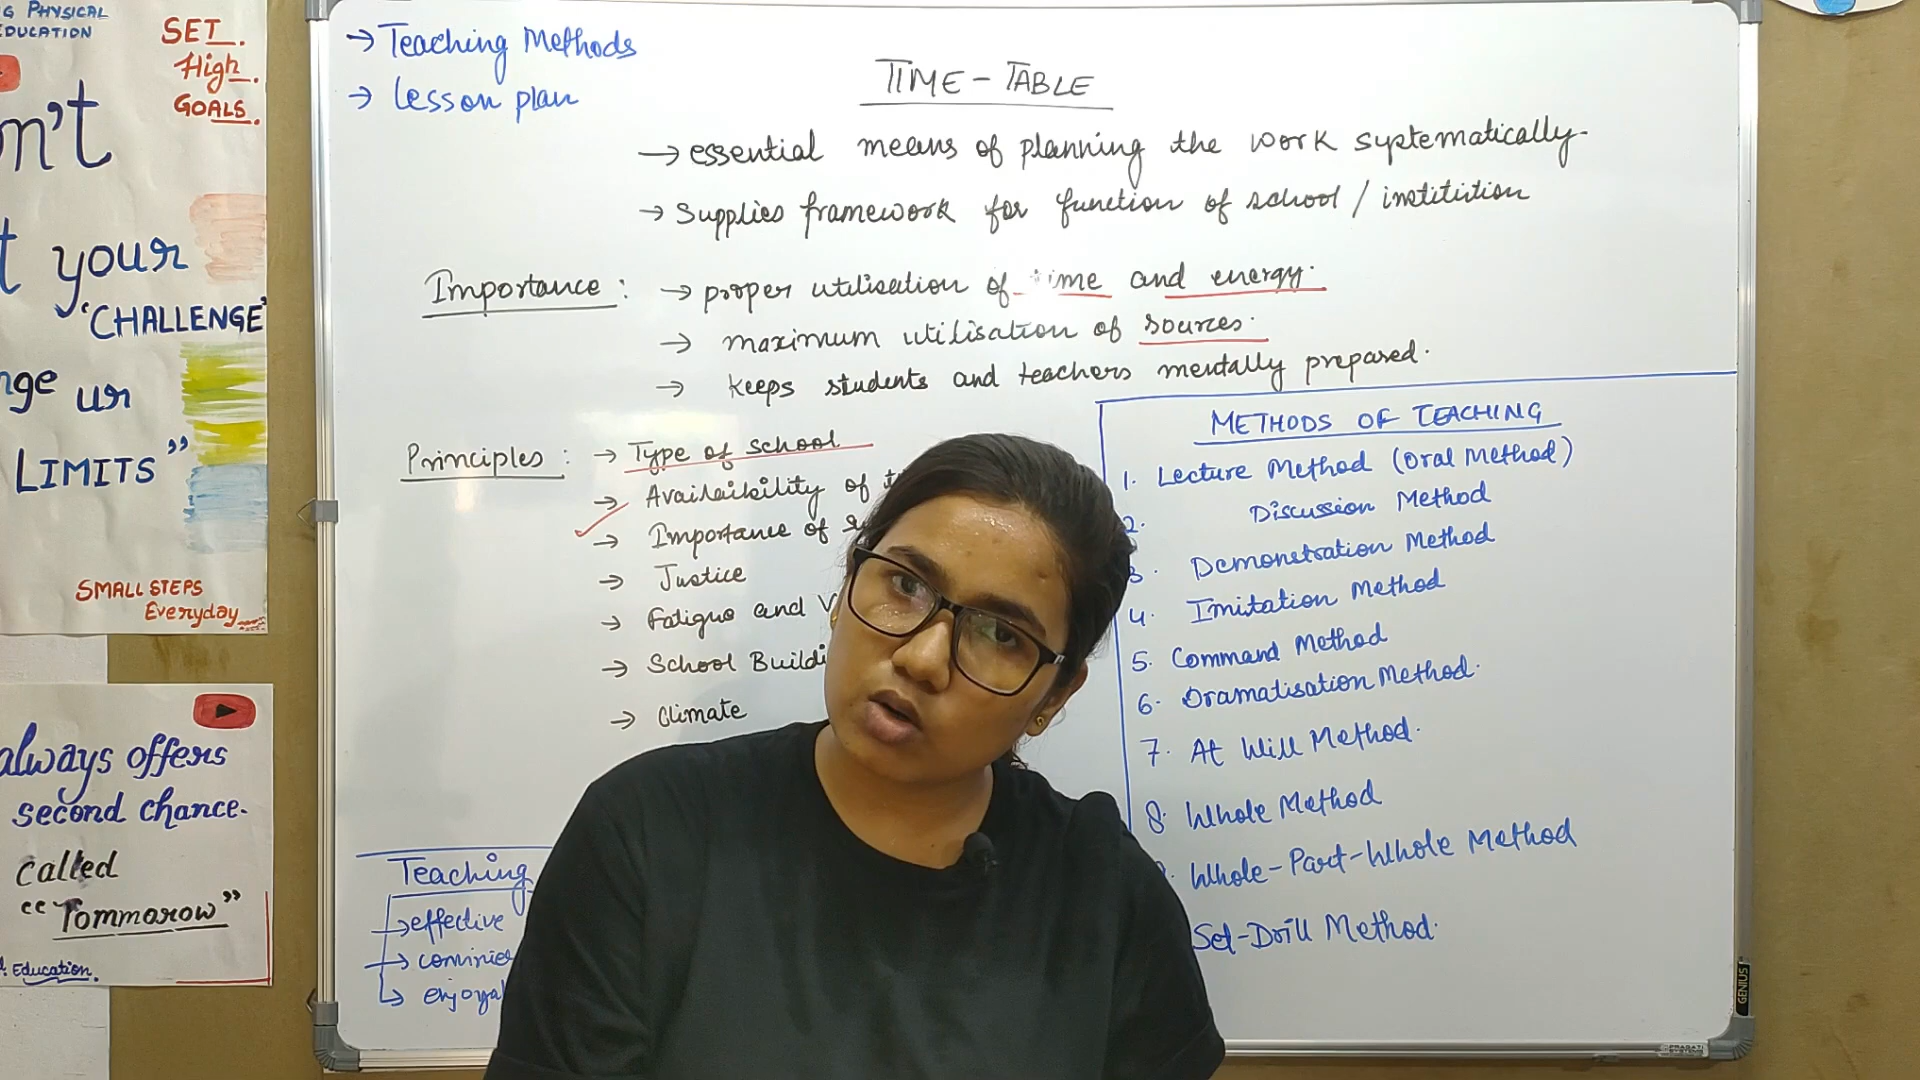 G PHYSICAL
EDUCATION
SET
High
GOALS
n't
t your
'CHALLENGE'
nge ur
LIMITS"
SMALL STEPS
Everyday
always offers
second chance.
called
"Tommorow"
Education.
→ Teaching Methods
→ Lesson plan
TIME - TABLE
→ essential means of planning the work systematically.
→ Supplies framework for function of school / institution
Importance : → proper utilisation of time and energy.
→ maximum utilisation of sources.
→ keeps students and teachers mentally prepared.
Principles : → Type of school
→ Availability of
→ Importance of
→ Justice
→ Fatigue and V
→ School Buildi
→ Climate
Teaching
→ effective
→
→ enjoya
METHODS OF TEACHING
1. Lecture Method (Oral Method)
2. Discussion Method
3. Demonstration Method
4. Imitation Method
5. Command Method
6. Dramatisation Method.
7. At Will Method.
8. Whole Method
. Whole-Part-Whole Method
Set-Drill Method.
GENIUS
PRAGATI
SYSTEMS